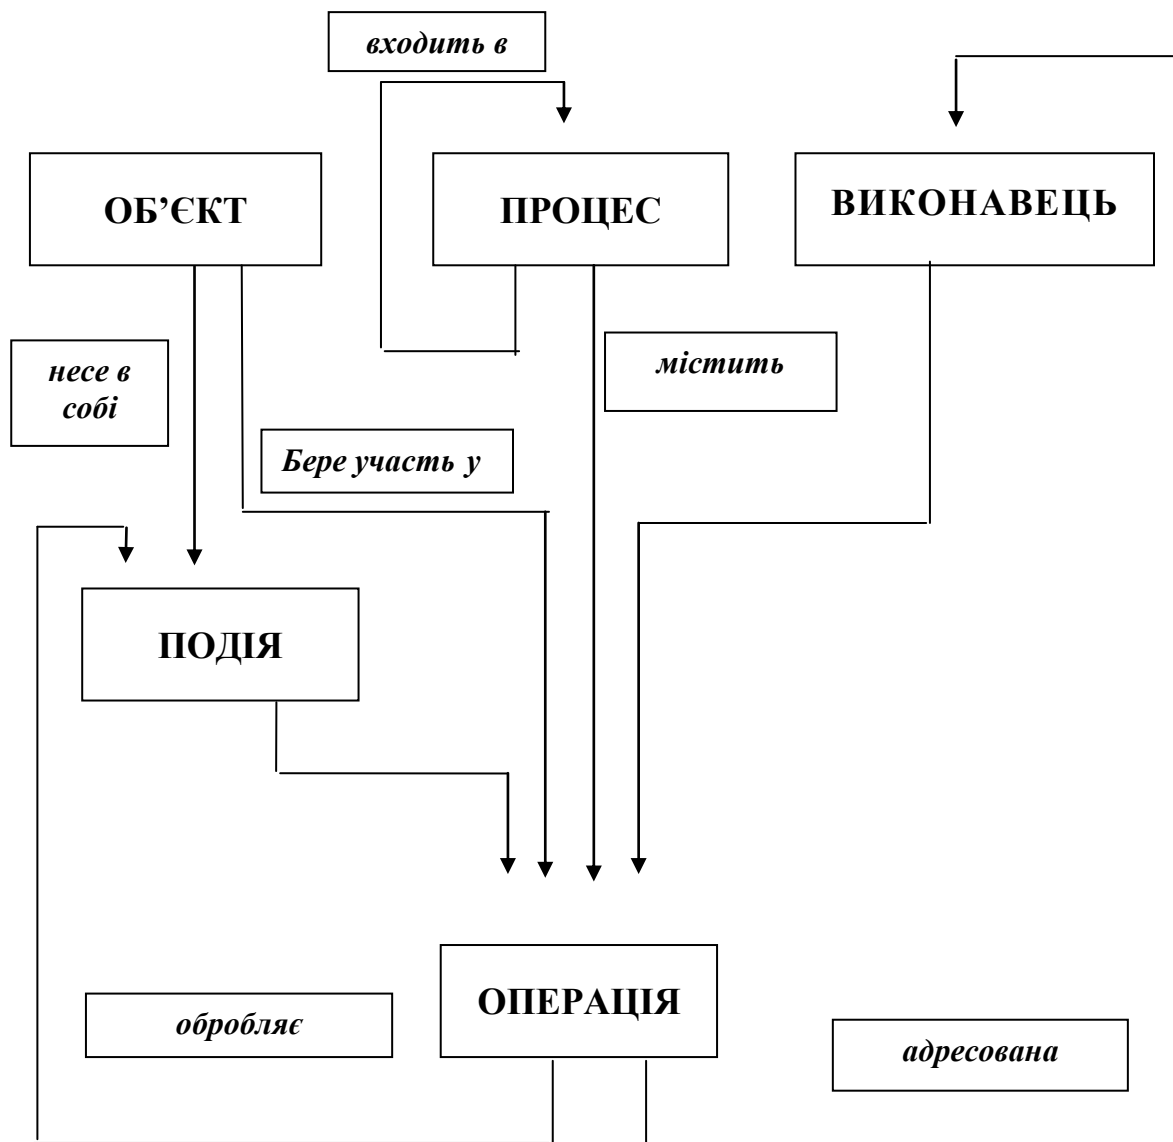 входить в
ОБ’ЄКТ
ПРОЦЕС
ВИКОНАВЕЦЬ
несе в
собі
містить
Бере участь у
ПОДІЯ
ОПЕРАЦІЯ
обробляє
адресована